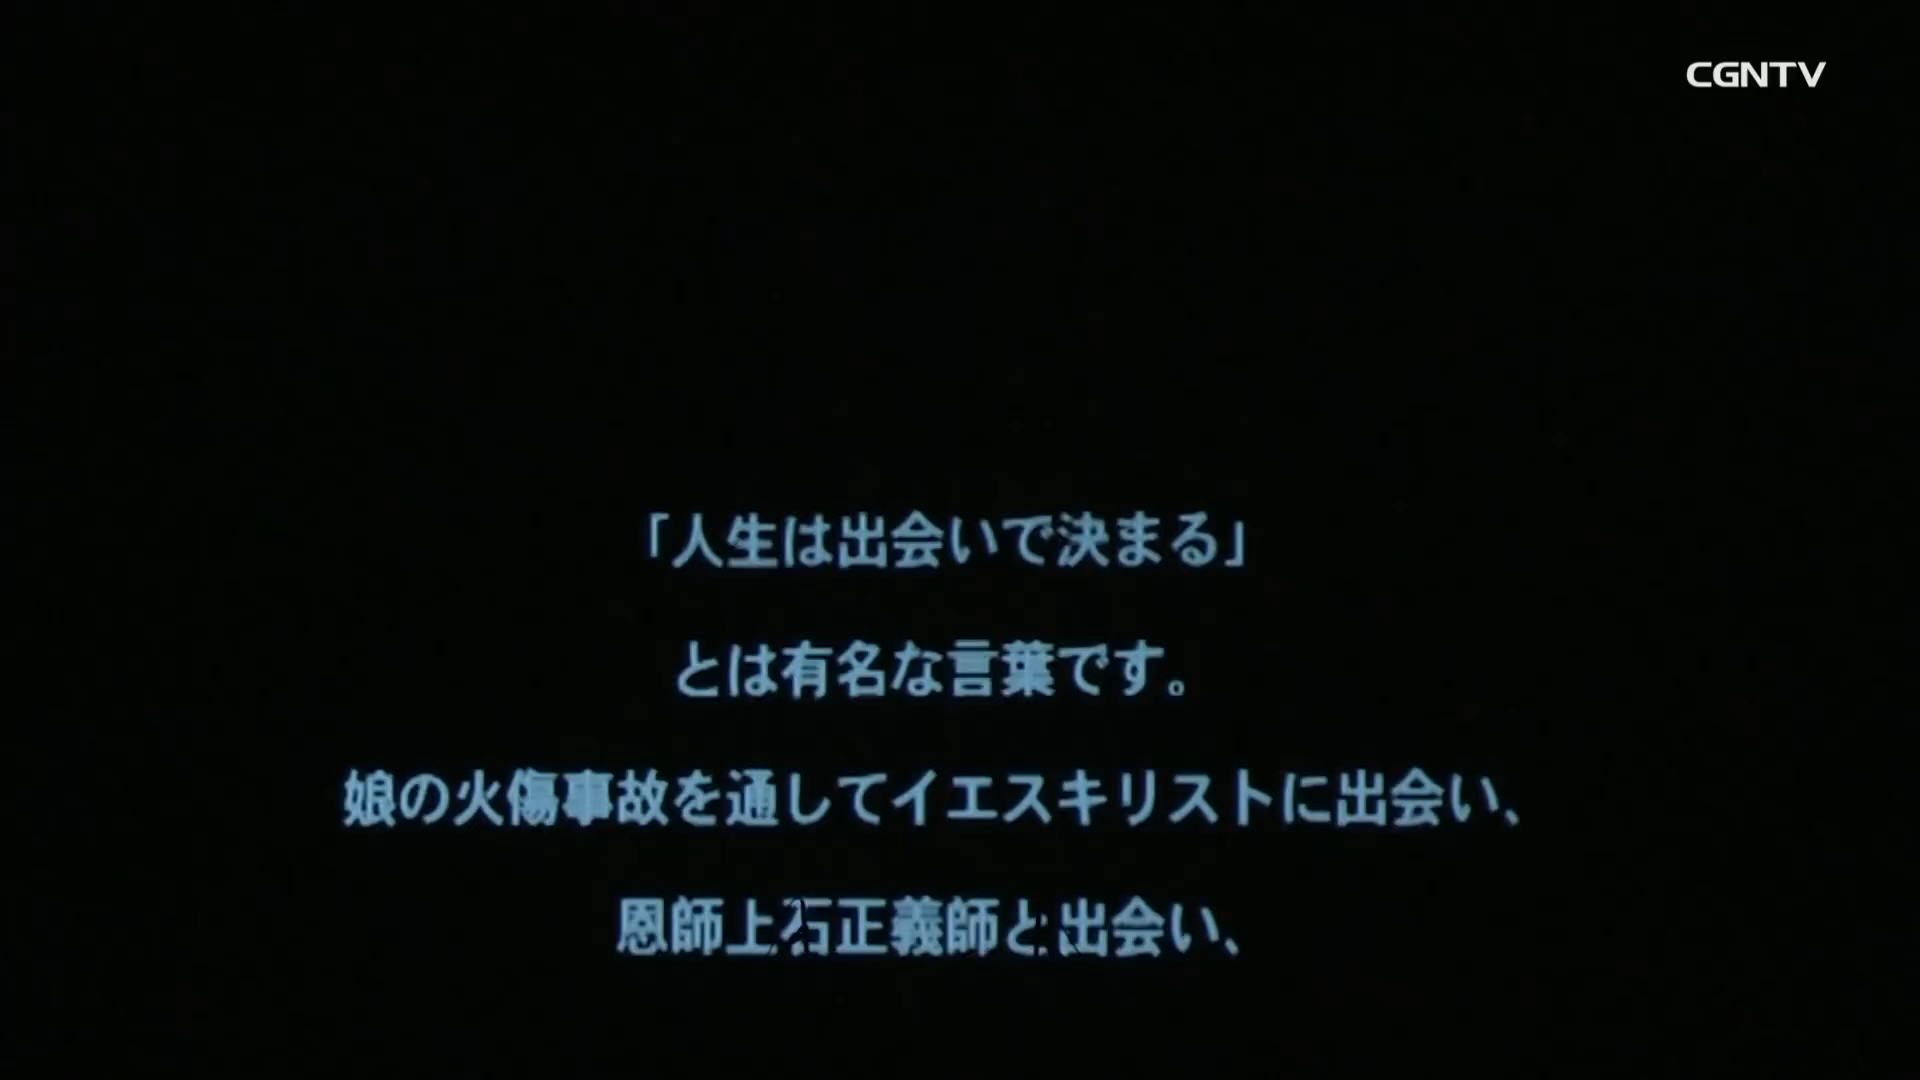 CGNTV
「人生は出会いで決まる」
とは有名な言葉です。
娘の火傷事故を通してイエスキリストに出会い、
恩師上石正義師と出会い、